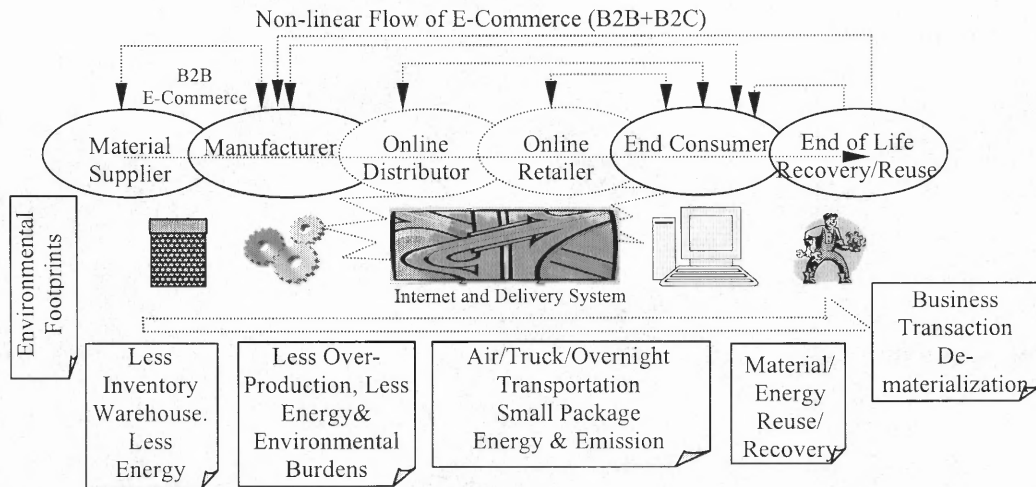 Non-linear Flow of E-Commerce (B2B+B2C)
B2B
E-Commerce
Material
Supplier
Manufacturer
Online
Distributor
Online
Retailer
End Consumer
End of Life
Recovery/Reuse
Environmental
Footprints
Internet and Delivery System
Less
Inventory
Warehouse.
Less
Energy
Less Over-
Production, Less
Energy&
Environmental
Burdens
Air/Truck/Overnight
Transportation
Small Package
Energy & Emission
Material/
Energy
Reuse/
Recovery
Business
Transaction
De-
materialization